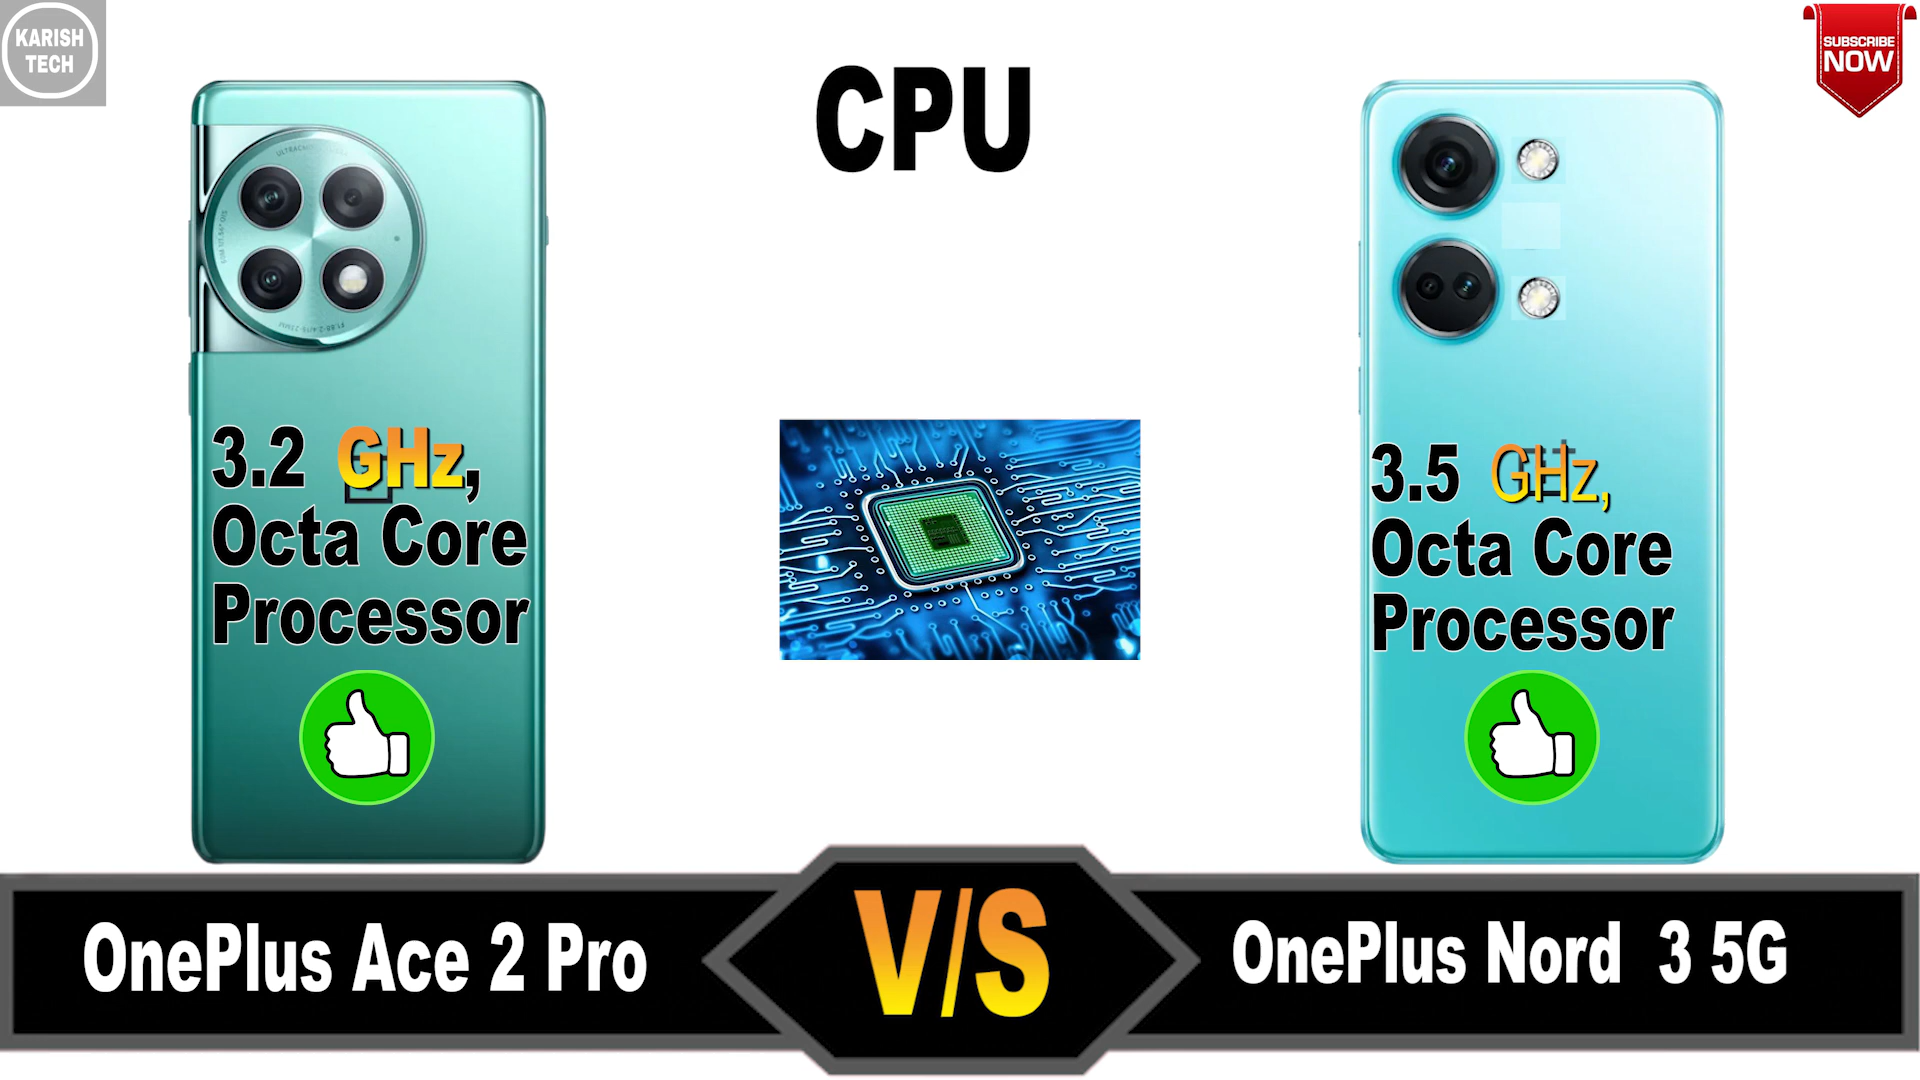 KARISH
TECH
CPU
SUBSCRIBE
NOW
3.2 GHz,
Octa Core
Processor
3.5 GHz,
Octa Core
Processor
OnePlus Ace 2 Pro
V/S
OnePlus Nord 3 5G